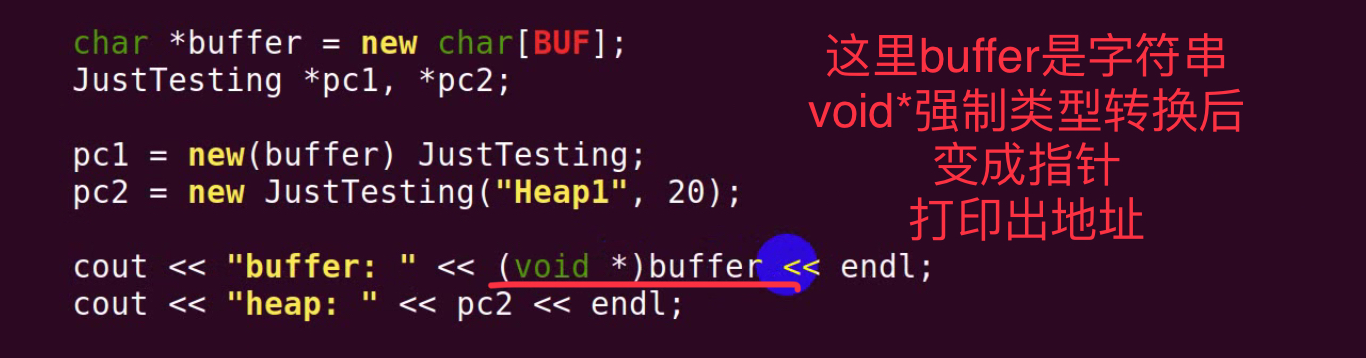 char *buffer = new char[BUF];
JustTesting *pc1, *pc2;
pc1 = new(buffer) JustTesting;
pc2 = new JustTesting("Heap1", 20);
cout << "buffer: " << (void *)buffer << endl;
cout << "heap: " << pc2 << endl;
这里buffer是字符串
void*强制类型转换后
变成指针
打印出地址